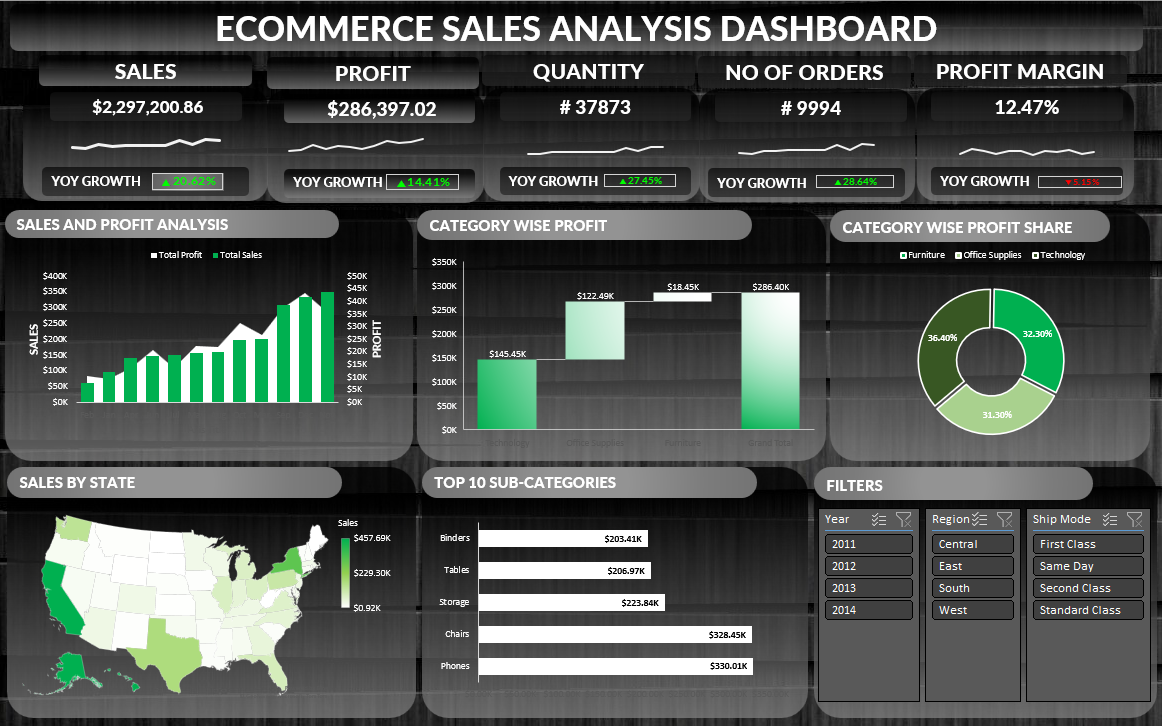 ECOMMERCE SALES ANALYSIS DASHBOARD
SALES
$2,297,200.86
YOY GROWTH ▲ 20.62%
PROFIT
$286,397.02
YOY GROWTH ▲ 14.41%
QUANTITY
# 37873
YOY GROWTH ▲ 27.45%
NO OF ORDERS
# 9994
YOY GROWTH ▲ 28.64%
PROFIT MARGIN
12.47%
YOY GROWTH ▼ 5.15%
SALES AND PROFIT ANALYSIS
Total Profit Total Sales
SALES
$400K
$350K
$300K
$250K
$200K
$150K
$100K
$50K
$0K
$50K
$45K
$40K
$35K
$30K
$25K
$20K
$15K
$10K
$5K
$0K
PROFIT
CATEGORY WISE PROFIT
$350K
$300K
$250K
$200K
$150K
$100K
$50K
$0K
$145.45K
$122.49K
$18.45K
$286.40K
Technology Office Supplies Furniture Grand Total
CATEGORY WISE PROFIT SHARE
Furniture Office Supplies Technology
36.40%
32.30%
31.30%
SALES BY STATE
Sales
$457.69K
$229.30K
$0.92K
TOP 10 SUB-CATEGORIES
Binders $203.41K
Tables $206.97K
Storage $223.84K
Chairs $328.45K
Phones $330.01K
FILTERS
Year
2011
2012
2013
2014
Region
Central
East
South
West
Ship Mode
First Class
Same Day
Second Class
Standard Class